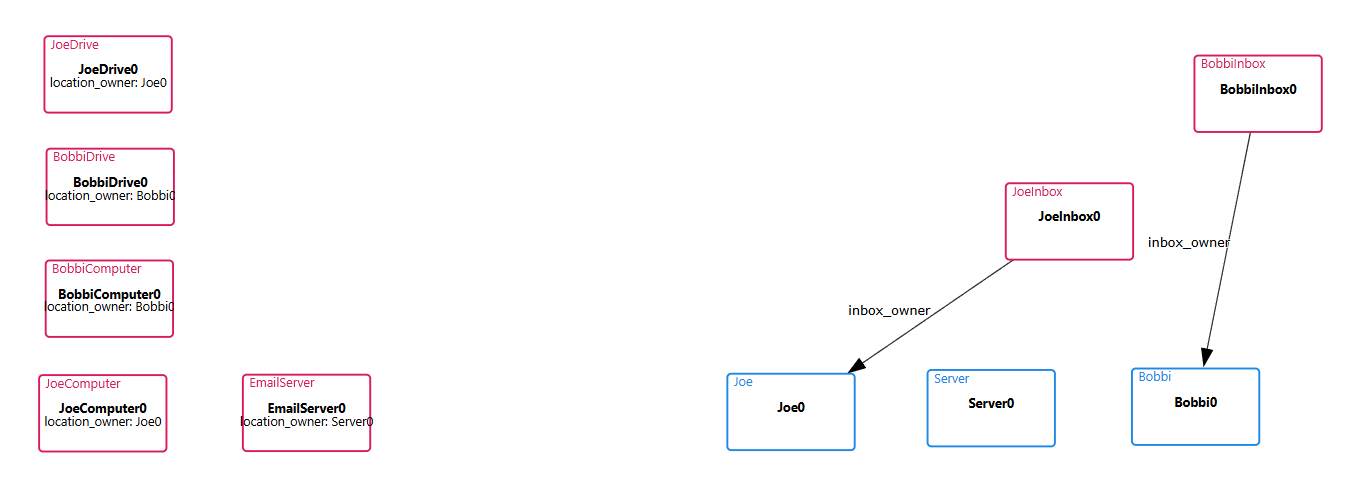 JoeDrive
JoeDrive0
location_owner: Joe0
BobbiDrive
BobbiDrive0
location_owner: Bobbi0
BobbiComputer
BobbiComputer0
location_owner: Bobbi0
JoeComputer
JoeComputer0
location_owner: Joe0
EmailServer
EmailServer0
location_owner: Server0
BobbiInbox
BobbiInbox0
JoeInbox
JoeInbox0
inbox_owner
inbox_owner
Joe
Joe0
Server
Server0
Bobbi
Bobbi0